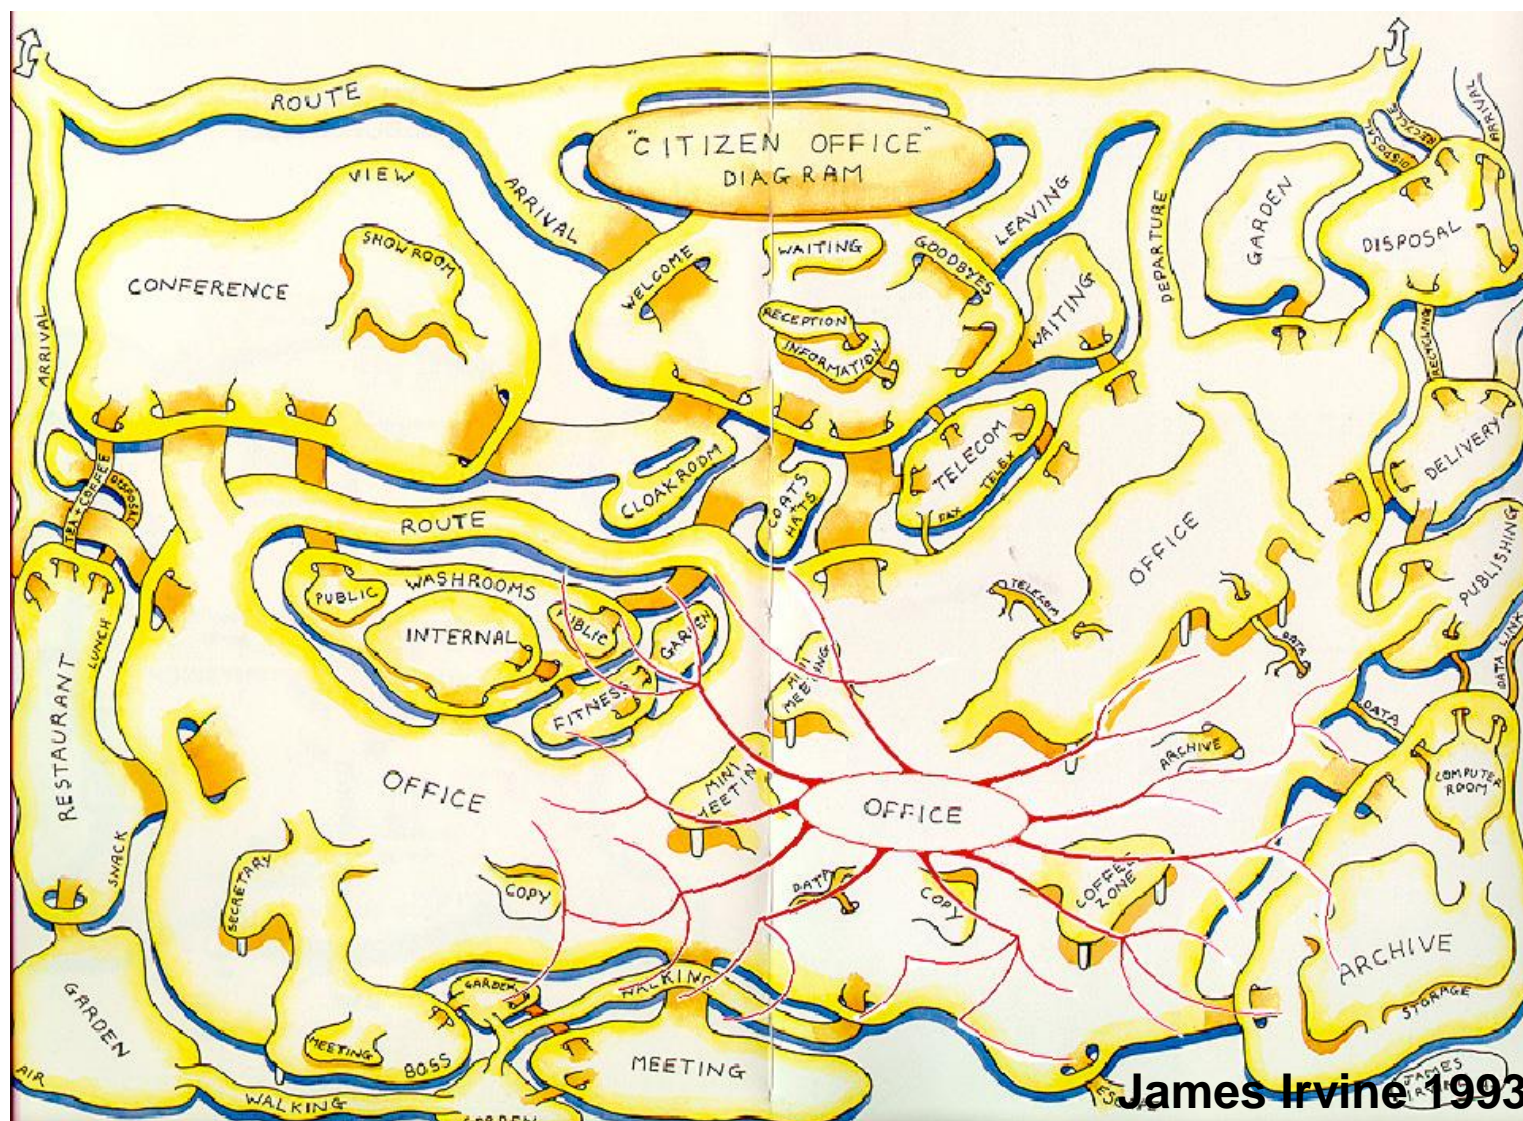 ROUTE
"CITIZEN OFFICE"
DIAGRAM
ARRIVAL
LEAVING
DEPARTURE
DISPOSAL
RECYCLE
ARRIVAL
VIEW
SHOWROOM
CONFERENCE
WELCOME
WAITING
GOODBYES
RECEPTION
INFORMATION
WAITING
GARDEN
DISPOSAL
ARRIVAL
RECYCLING
TEA + COFFEE
DISPOSAL
CLOAKROOM
COATS
+
HATS
TELECOM
TELEX
FAX
DELIVERY
ROUTE
OFFICE
PUBLISHING
PUBLIC
WASHROOMS
INTERNAL
PUBLIC
GARDEN
FITNESS
TELECOM
DATA
DATA LINK
LUNCH
RESTAURANT
SNACK
MINI
MEETING
ARCHIVE
DATA
COMPUTER
ROOM
OFFICE
MINI
MEETIN
OFFICE
SECRETARY
COPY
DATA
COPY
COFFEE
ZONE
ARCHIVE
STORAGE
GARDEN
AIR
GARDEN
WALKING
MEETING
BOSS
MEETING
WALKING
GARDEN
JAMES
James Irvine 1993